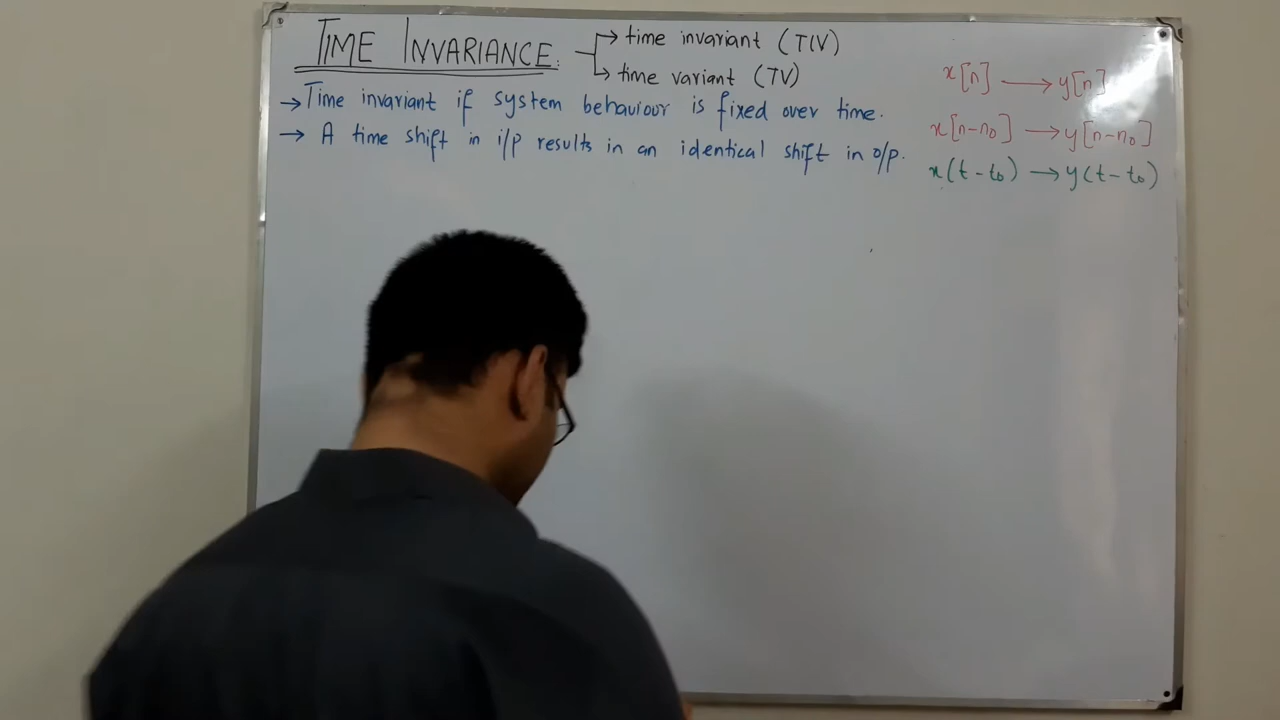 TIME INVARIANCE. → time invariant (TIV)
↳ time variant (TV)
→ Time invariant if system behaviour is fixed over time.
→ A time shift in i/p results in an identical shift in o/p.
x[n] → y[n]
x[n-n₀] → y[n-n₀]
x(t-t₀) → y(t-t₀)